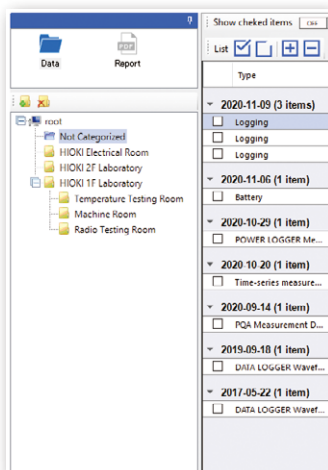 Show cheked items OFF
Data
PDF
Report
List
Type
root
Not Categorized
HIOKI Electrical Room
HIOKI 2F Laboratory
HIOKI 1F Laboratory
Temperature Testing Room
Machine Room
Radio Testing Room
2020-11-09 (3 items)
Logging
Logging
Logging
2020-11-06 (1 item)
Battery
2020-10-29 (1 item)
POWER LOGGER Me...
2020-10-20 (1 item)
Time-series measure...
2020-09-14 (1 item)
PQA Measurement D...
2019-09-18 (1 item)
DATA LOGGER Wavef...
2017-05-22 (1 item)
DATA LOGGER Wavef...